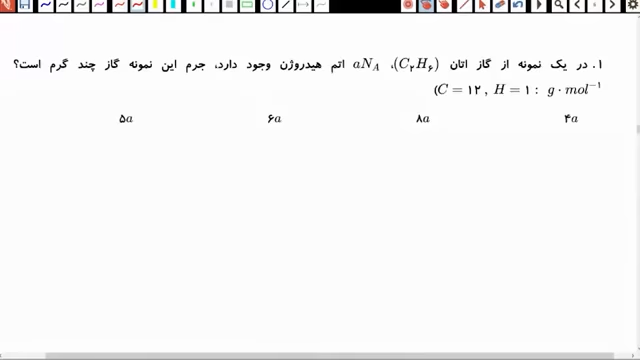 ۱. در یک نمونه از گاز اتان (C₂H₆)، aN_A اتم هیدروژن وجود دارد، جرم این نمونه گاز چند گرم است؟
(C = ۱۲ , H = ۱ : g · mol⁻¹
۴a ۸a ۶a ۵a